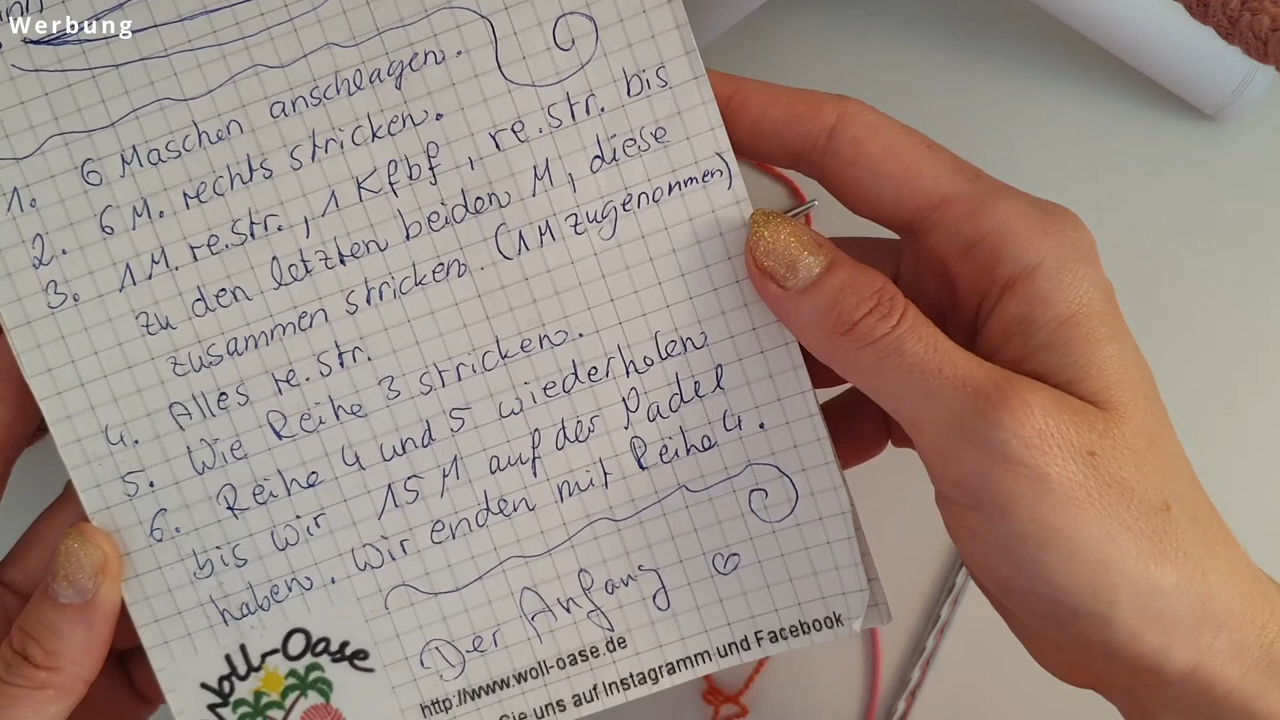 Werbung
1. 6 Maschen anschlagen.
2. 6 M. rechts stricken.
3. 1 M. re.str., 1 Kfbf, re.str. bis
zu den letzten beiden M, diese
zusammen stricken. (1 M zugenommen)
4. Alles re.str.
5. Wie Reihe 3 stricken.
6. Reihe 4 und 5 wiederholen
bis wir 15 M auf der Nadel
haben. Wir enden mit Reihe 4.
Der Anfang ♡
Woll-Oase
http://www.woll-oase.de
Sie uns auf Instagramm und Facebook